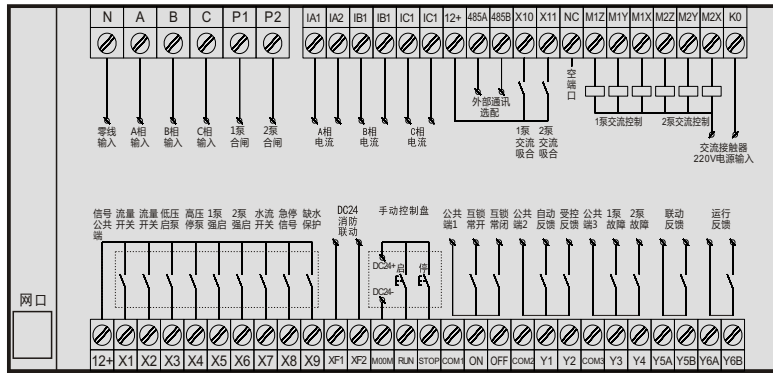 N A B C P1 P2 IA1 IA2 IB1 IB1 IC1 IC1 12+ 485A 485B X10 X11 NC M1Z M1Y M1X M2Z M2Y M2X K0
空
端
口
外部通讯
选配
1泵交流控制 2泵交流控制
零线
输入
A相
输入
B相
输入
C相
输入
1泵
合闸
2泵
合闸
A相
电流
B相
电流
C相
电流
1泵
交流
吸合
2泵
交流
吸合
交流接触器
220V电源输入
信号
公共
端
流量
开关
流量
开关
低压
启泵
高压
停泵
1泵
强启
2泵
强启
水流
开关
急停
信号
缺水
保护
DC24
消防
联动
手动控制盘
公共
端1
互锁
常开
互锁
常闭
公共
端2
自动
反馈
受控
反馈
公共
端3
1泵
故障
2泵
故障
联动
反馈
运行
反馈
DC24+ 启 停
DC24-
网口
12+ X1 X2 X3 X4 X5 X6 X7 X8 X9 XF1 XF2 M00M RUN STOP COM1 ON OFF COM2 Y1 Y2 COM3 Y3 Y4 Y5A Y5B Y6A Y6B